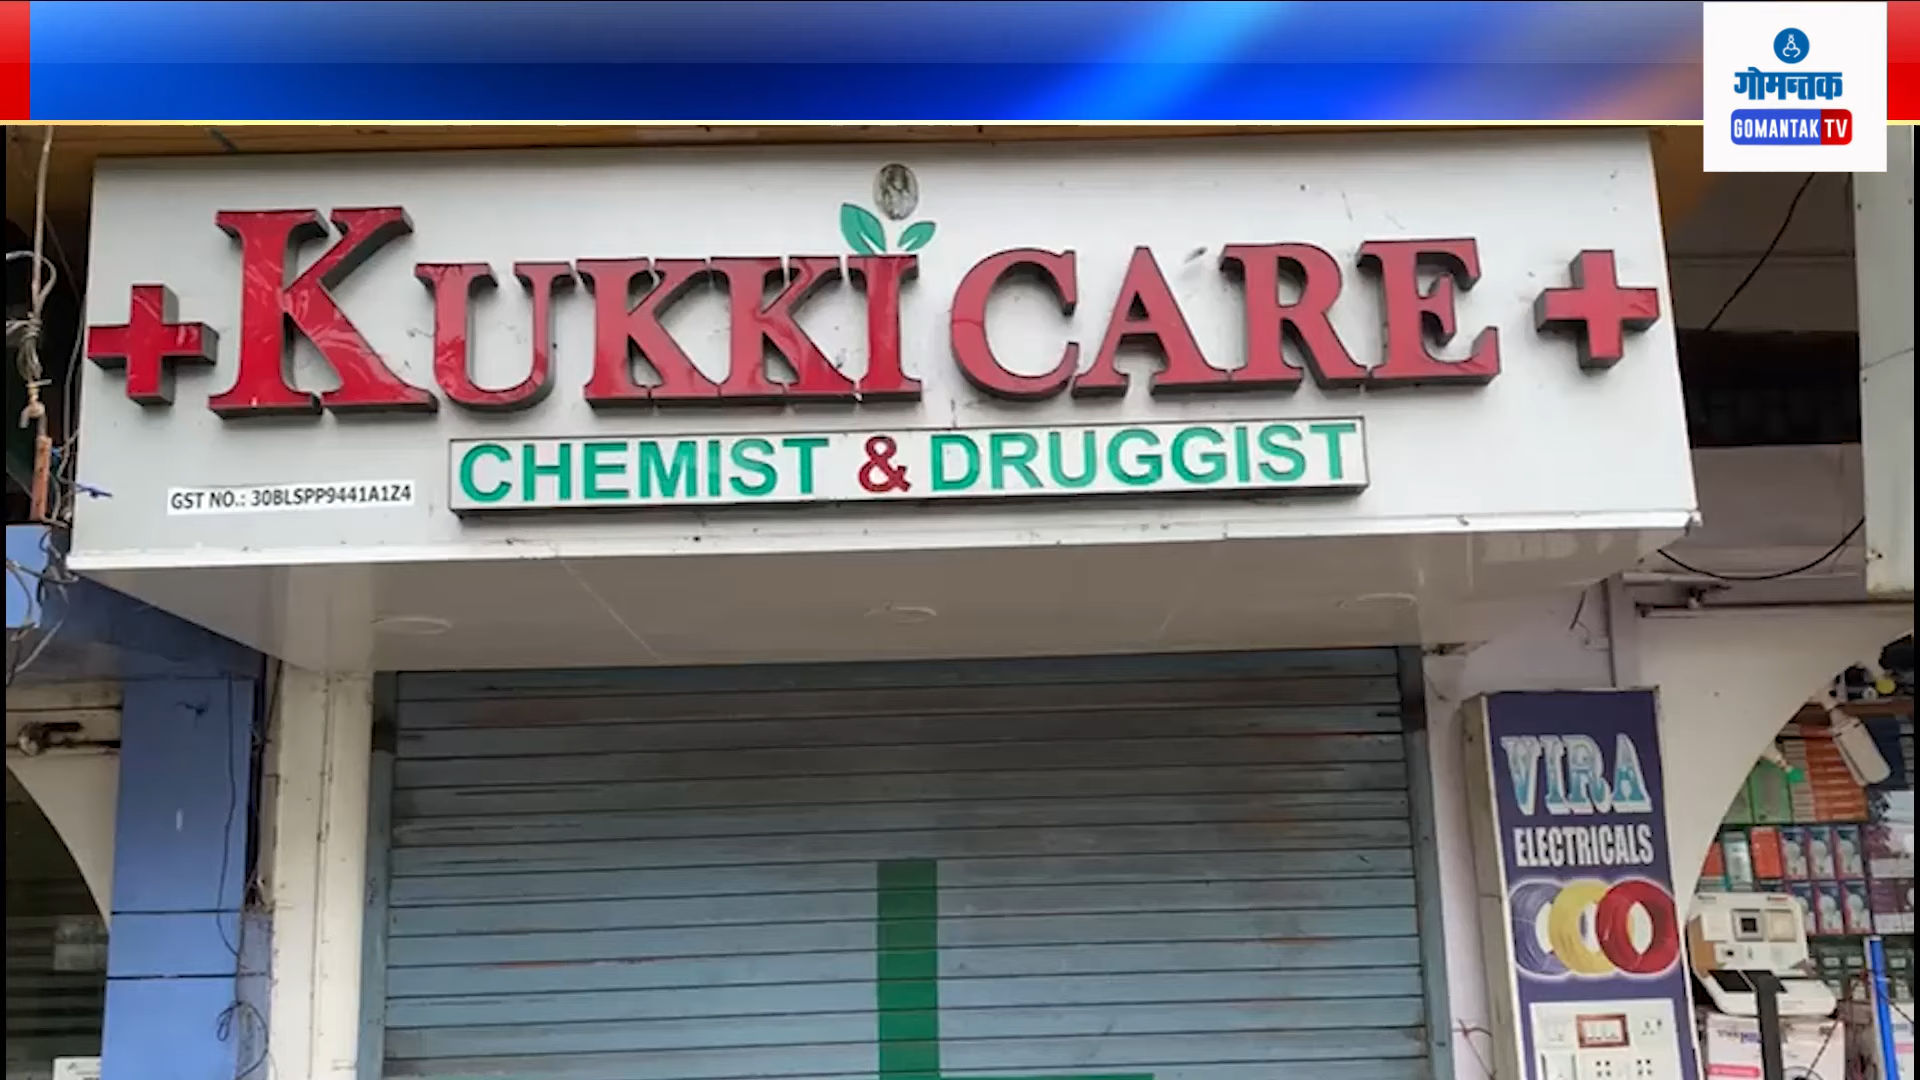 गोमन्तक
GOMANTAK TV
KUKKI CARE
CHEMIST & DRUGGIST
GST NO.: 30BLSPP9441A1Z4
VIRA
ELECTRICALS